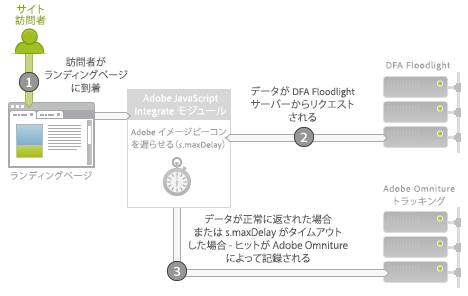 サイト
訪問者
1
訪問者が
ランディングページ
に到着
ランディングページ
Adobe JavaScript
Integrate モジュール
Adobe イメージビーコン
を遅らせる (s.maxDelay)
DFA Floodlight
データが DFA Floodlight
サーバーからリクエスト
される
2
Adobe Omniture
トラッキング
データが正常に返された場合
または s.maxDelay がタイムアウト
した場合 - ヒットが Adobe Omniture
によって記録される
3